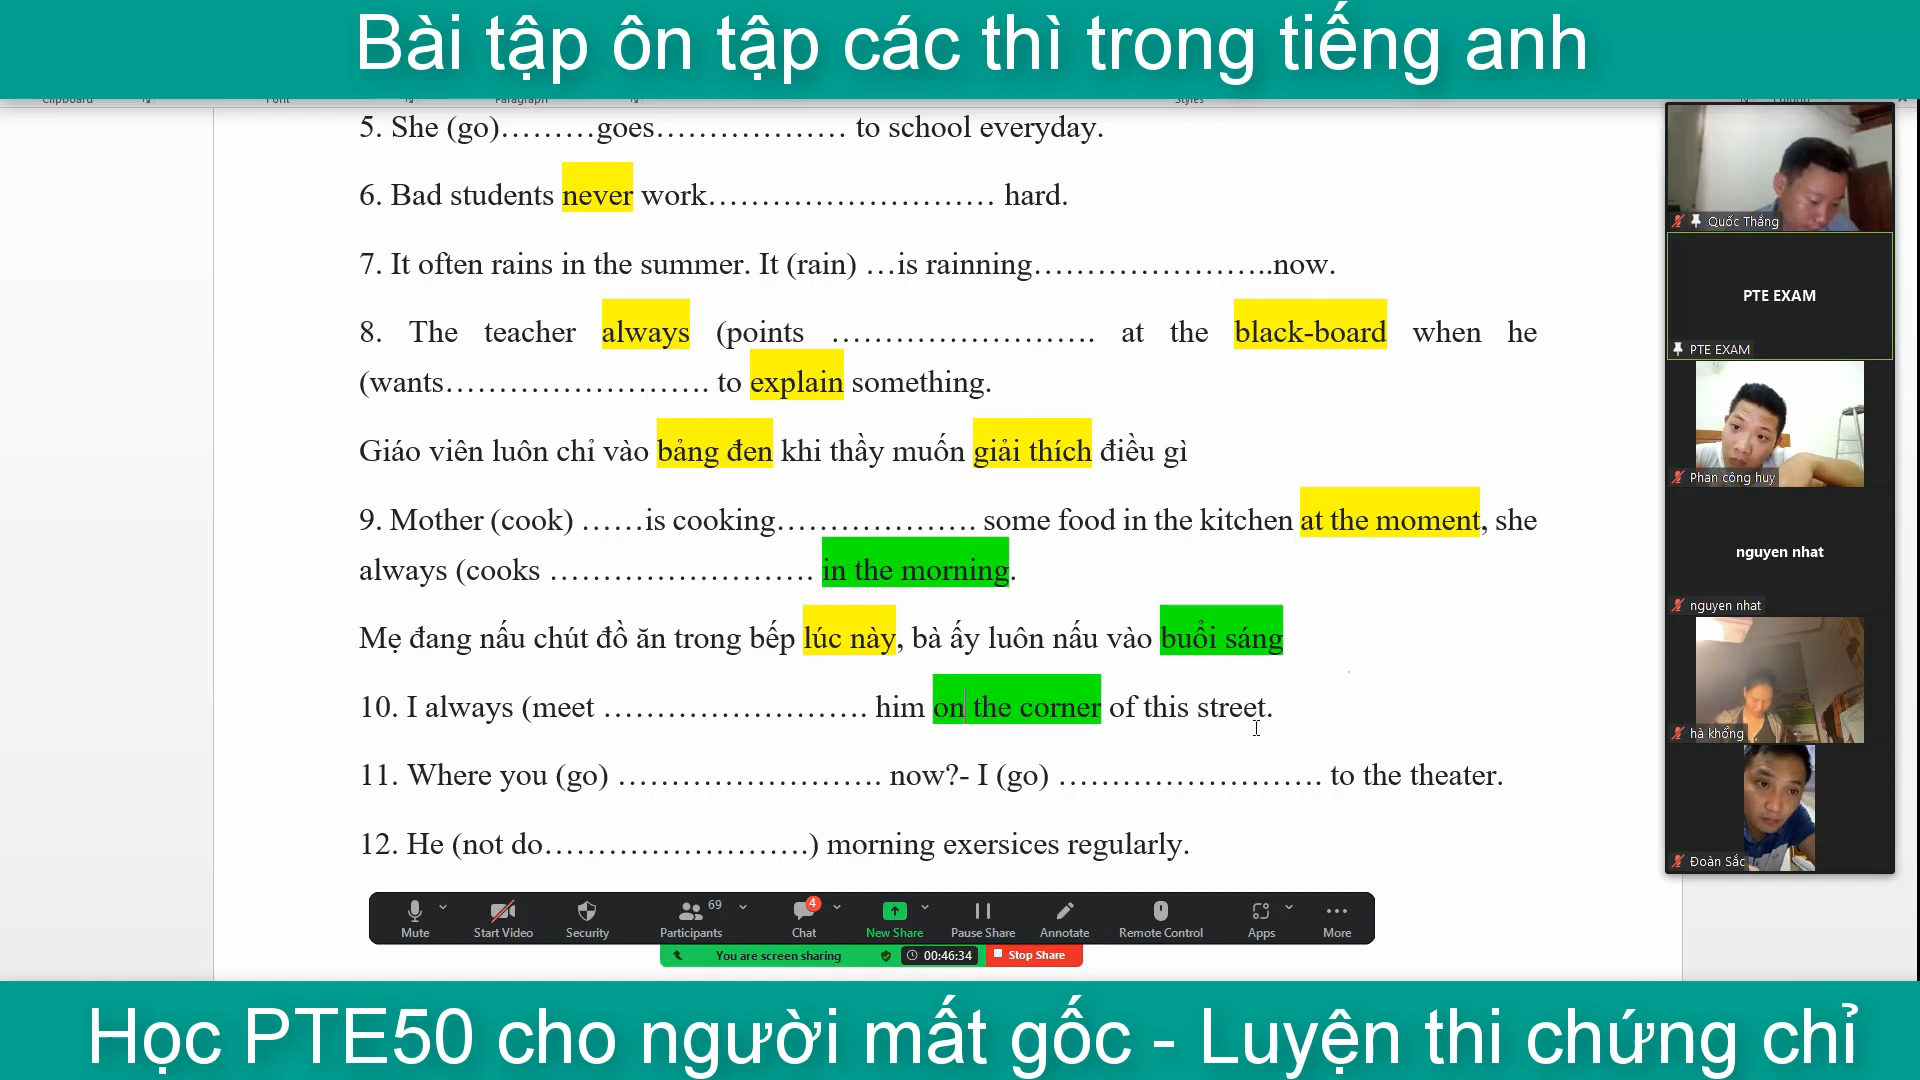 Bài tập ôn tập các thì trong tiếng anh
Clipboard Font Paragraph Styles Editing
5. She (go)………goes……………… to school everyday.
6. Bad students never work……………………… hard.
7. It often rains in the summer. It (rain) …is rainning…………………..now.
8. The teacher always (points ……………………. at the black-board when he
(wants……………………. to explain something.
Giáo viên luôn chỉ vào bảng đen khi thầy muốn giải thích điều gì
9. Mother (cook) ……is cooking………………. some food in the kitchen at the moment, she
always (cooks ……………………. in the morning.
Mẹ đang nấu chút đồ ăn trong bếp lúc này, bà ấy luôn nấu vào buổi sáng
10. I always (meet ……………………. him on the corner of this street.
11. Where you (go) ……………………. now?- I (go) ……………………. to the theater.
12. He (not do…………………….) morning exersices regularly.
Quốc Thắng
PTE EXAM
PTE EXAM
Phan công huy
nguyen nhat
nguyen nhat
hà khổng
Đoàn Sắc
69 4
Mute Start Video Security Participants Chat New Share Pause Share Annotate Remote Control Apps More
You are screen sharing 00:46:34 Stop Share
Học PTE50 cho người mất gốc - Luyện thi chứng chỉ